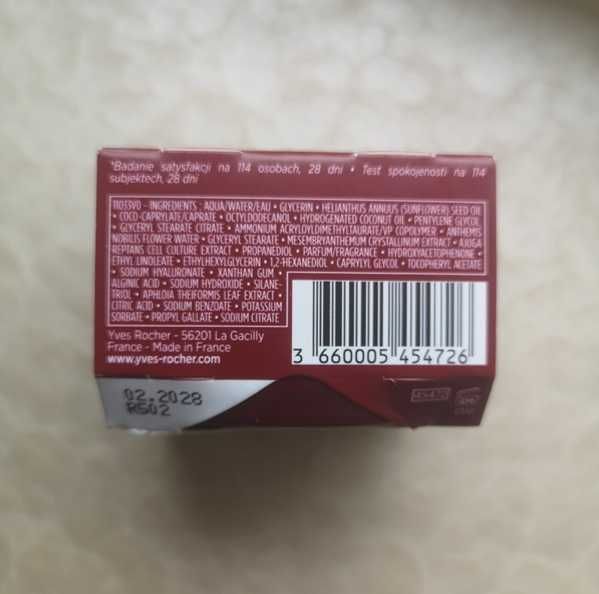 *Badanie satysfakcji na 114 osobach, 28 dni • Test spokojenosti na 114
subjektech, 28 dní
11033V0 - INGREDIENTS : AQUA/WATER/EAU • GLYCERIN • HELIANTHUS ANNUUS (SUNFLOWER) SEED OIL
• COCO-CAPRYLATE/CAPRATE • OCTYLDODECANOL • HYDROGENATED COCONUT OIL • PENTYLENE GLYCOL
• GLYCERYL STEARATE CITRATE • AMMONIUM ACRYLOYLDIMETHYLTAURATE/VP COPOLYMER • ANTHEMIS
NOBILIS FLOWER WATER • GLYCERYL STEARATE • MESEMBRYANTHEMUM CRYSTALLINUM EXTRACT • AJUGA
REPTANS CELL CULTURE EXTRACT • PROPANEDIOL • PARFUM/FRAGRANCE • HYDROXYACETOPHENONE •
ETHYL LINOLEATE • ETHYLHEXYLGLYCERIN • 1,2-HEXANEDIOL • CAPRYLYL GLYCOL • TOCOPHERYL ACETATE
• SODIUM HYALURONATE • XANTHAN GUM •
ALGINIC ACID • SODIUM HYDROXIDE • SILANE-
TRIOL • APHLOIA THEIFORMIS LEAF EXTRACT •
CITRIC ACID • SODIUM BENZOATE • POTASSIUM
SORBATE • PROPYL GALLATE • SODIUM CITRATE
Yves Rocher - 56201 La Gacilly
France - Made in France
www.yves-rocher.com
3 660005 454726
02.2028
R502
45472